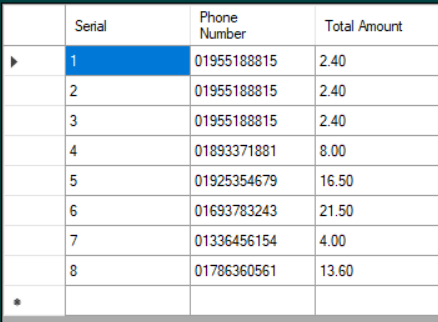 Serial Phone Number Total Amount
1 01955188815 2.40
2 01955188815 2.40
3 01955188815 2.40
4 01893371881 8.00
5 01925354679 16.50
6 01693783243 21.50
7 01336456154 4.00
8 01786360561 13.60